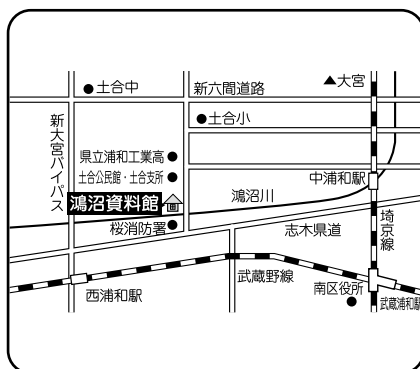 ▲大宮
●土合中
新六間道路
●土合小
新大宮バイパス
県立浦和工業高●
土合公民館・土合支所●
中浦和駅
鴻沼資料館
鴻沼川
桜消防署●
志木県道
埼京線
武蔵野線
西浦和駅
南区役所
武蔵浦和駅